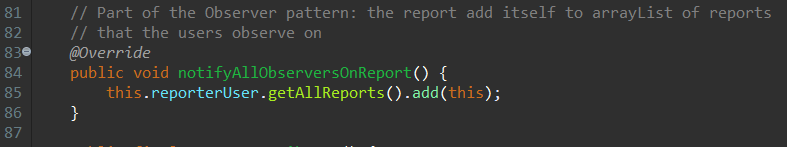 81 // Part of the Observer pattern: the report add itself to arrayList of reports
82 // that the users observe on
83 @Override
84 public void notifyAllObserversOnReport() {
85 this.reporterUser.getAllReports().add(this);
86 }
87